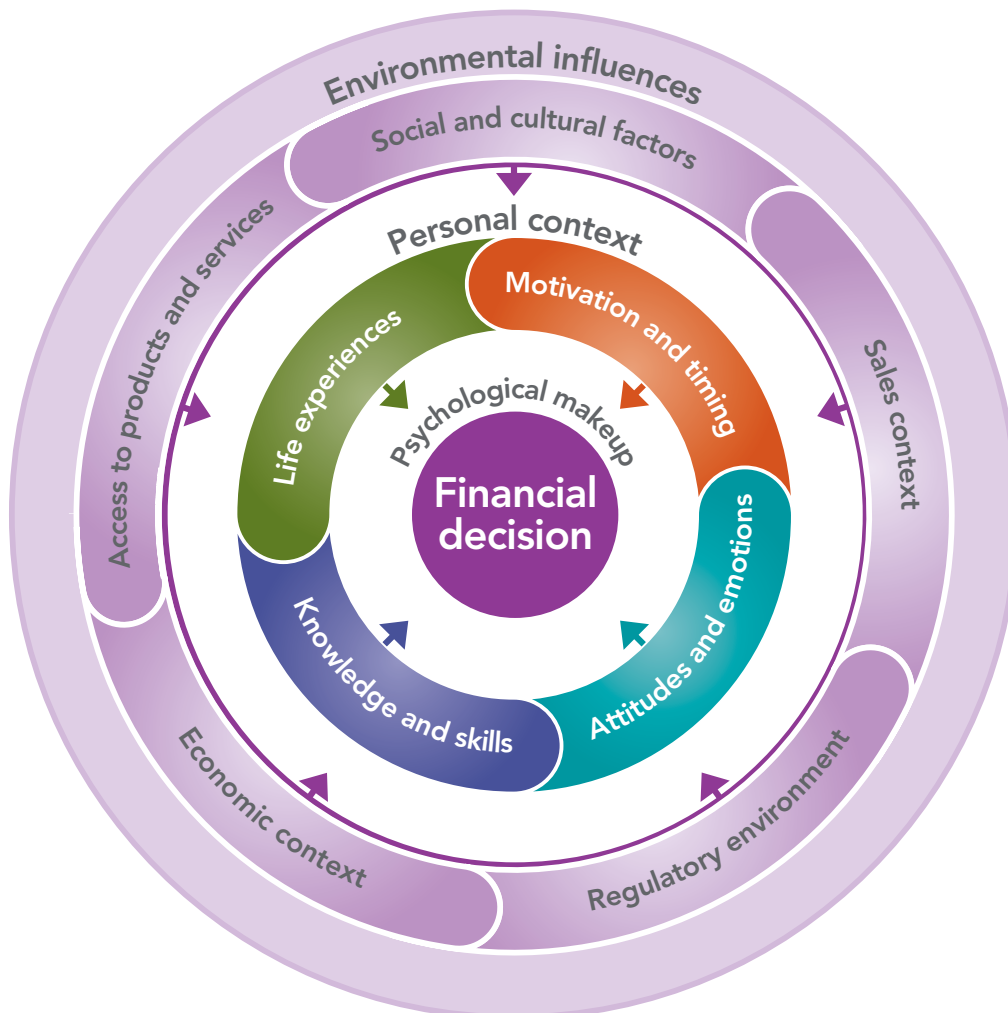 Environmental influences
Social and cultural factors
Sales context
Regulatory environment
Economic context
Access to products and services
Personal context
Motivation and timing
Attitudes and emotions
Knowledge and skills
Life experiences
Psychological makeup
Financial
decision